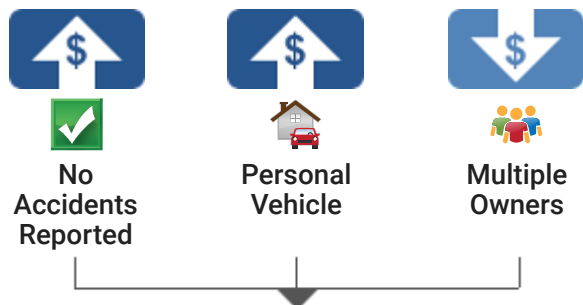 $ $ $
No Accidents Reported
Personal Vehicle
Multiple Owners